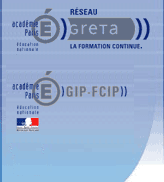 RÉSEAU
académie
Paris
é
GRETA
éducation
nationale
LA FORMATION CONTINUE.
académie
Paris
é
GIP-FCIP
éducation
nationale